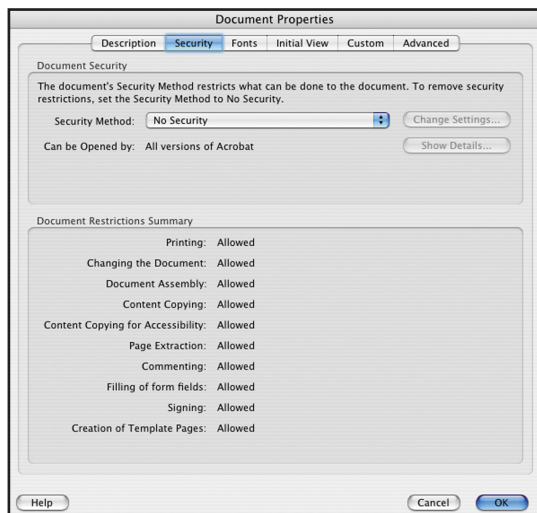 Document Properties
Description Security Fonts Initial View Custom Advanced
Document Security
The document's Security Method restricts what can be done to the document. To remove security
restrictions, set the Security Method to No Security.
Security Method: No Security Change Settings...
Can be Opened by: All versions of Acrobat Show Details...
Document Restrictions Summary
Printing: Allowed
Changing the Document: Allowed
Document Assembly: Allowed
Content Copying: Allowed
Content Copying for Accessibility: Allowed
Page Extraction: Allowed
Commenting: Allowed
Filling of form fields: Allowed
Signing: Allowed
Creation of Template Pages: Allowed
Help Cancel OK